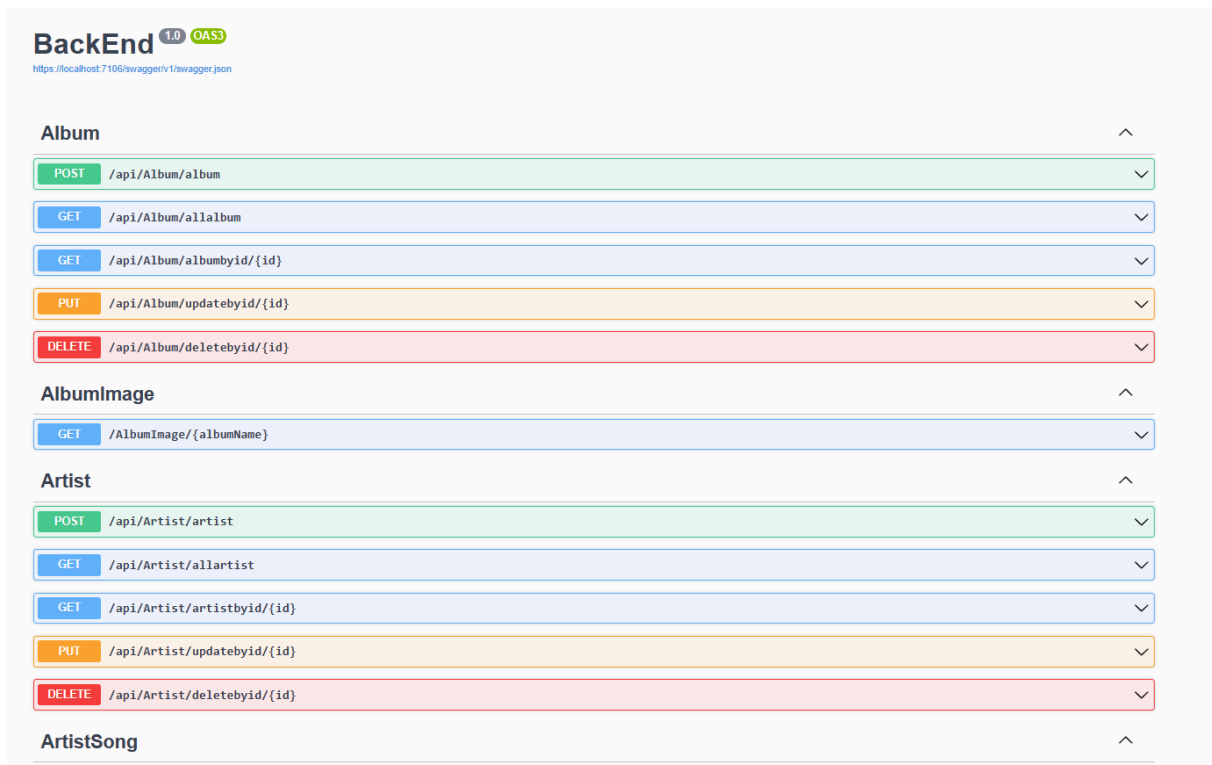 BackEnd 1.0 OAS3
https://localhost:7106/swagger/v1/swagger.json
Album
POST /api/Album/album
GET /api/Album/allalbum
GET /api/Album/albumbyid/{id}
PUT /api/Album/updatebyid/{id}
DELETE /api/Album/deletebyid/{id}
AlbumImage
GET /AlbumImage/{albumName}
Artist
POST /api/Artist/artist
GET /api/Artist/allartist
GET /api/Artist/artistbyid/{id}
PUT /api/Artist/updatebyid/{id}
DELETE /api/Artist/deletebyid/{id}
ArtistSong